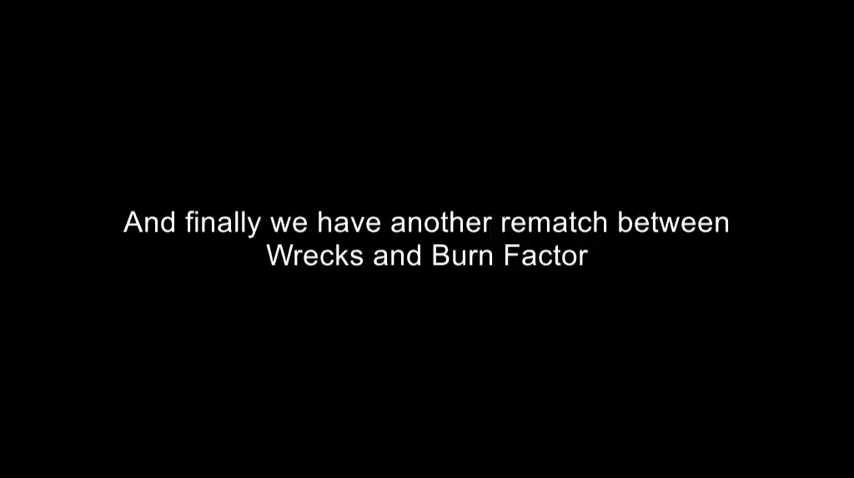 And finally we have another rematch between
Wrecks and Burn Factor